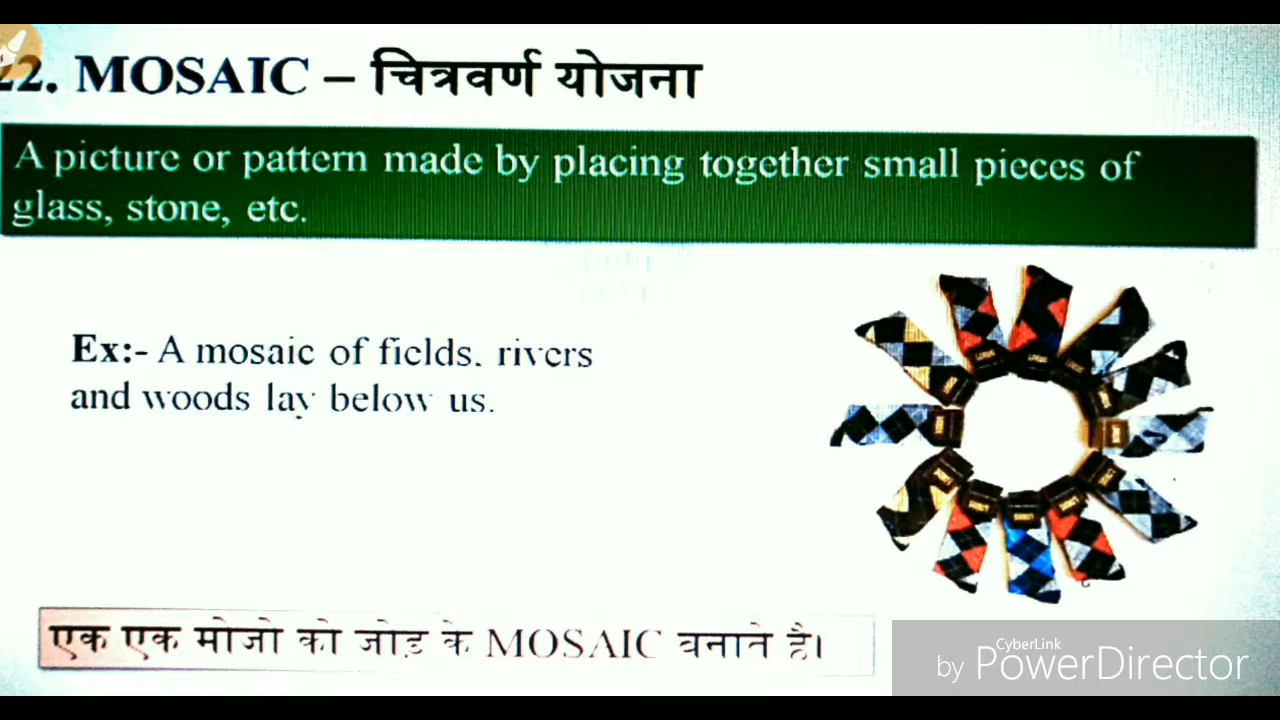 22. MOSAIC – चित्रवर्ण योजना
A picture or pattern made by placing together small pieces of
glass, stone, etc.
Ex:- A mosaic of fields, rivers
and woods lay below us.
एक एक मोजो को जोड़ के MOSAIC बनाते है।
CyberLink
by PowerDirector